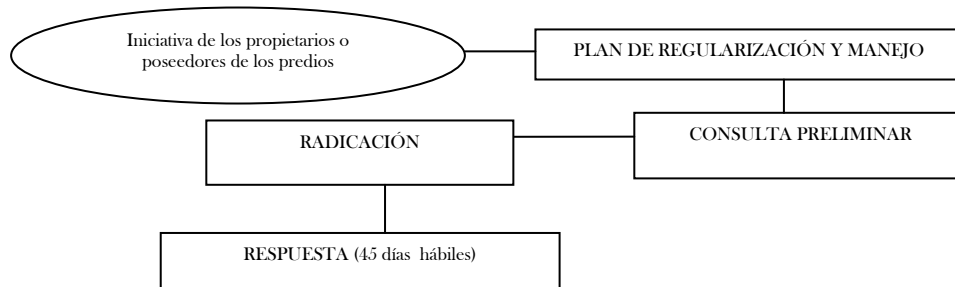 Iniciativa de los propietarios o
poseedores de los predios
PLAN DE REGULARIZACIÓN Y MANEJO
CONSULTA PRELIMINAR
RADICACIÓN
RESPUESTA (45 días hábiles)